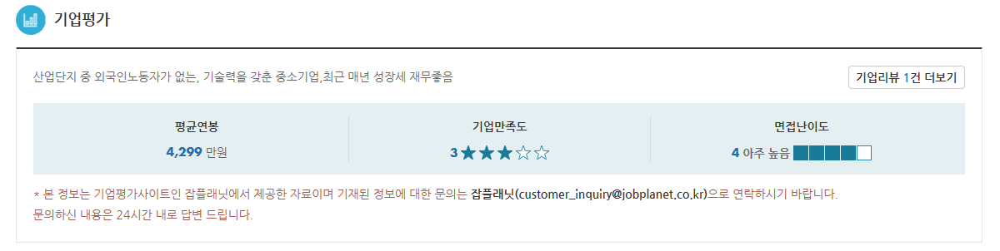 기업평가
산업단지 중 외국인노동자가 없는, 기술력을 갖춘 중소기업,최근 매년 성장세 재무좋음
기업리뷰 1건 더보기
평균연봉
4,299 만원
기업만족도
3
면접난이도
4 아주 높음
* 본 정보는 기업평가사이트인 잡플래닛에서 제공한 자료이며 기재된 정보에 대한 문의는 잡플래닛(customer_inquiry@jobplanet.co.kr)으로 연락하시기 바랍니다.
문의하신 내용은 24시간 내로 답변 드립니다.